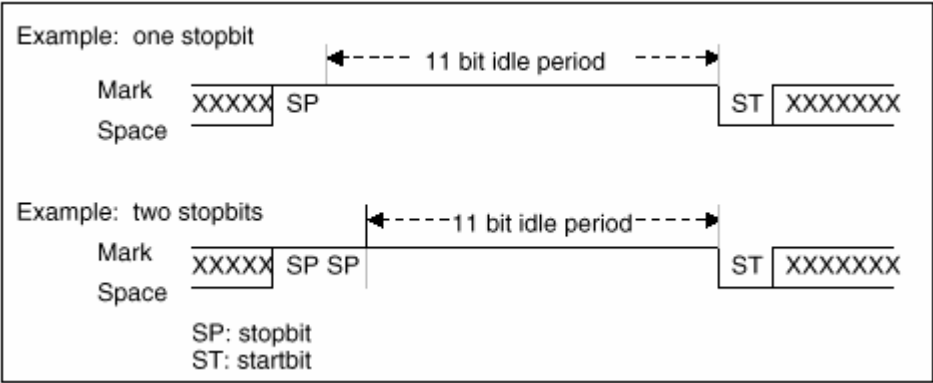 Example: one stopbit
11 bit idle period
Mark
XXXXX SP ST XXXXXXX
Space
Example: two stopbits
11 bit idle period
Mark
XXXXX SP SP ST XXXXXXX
Space
SP: stopbit
ST: startbit